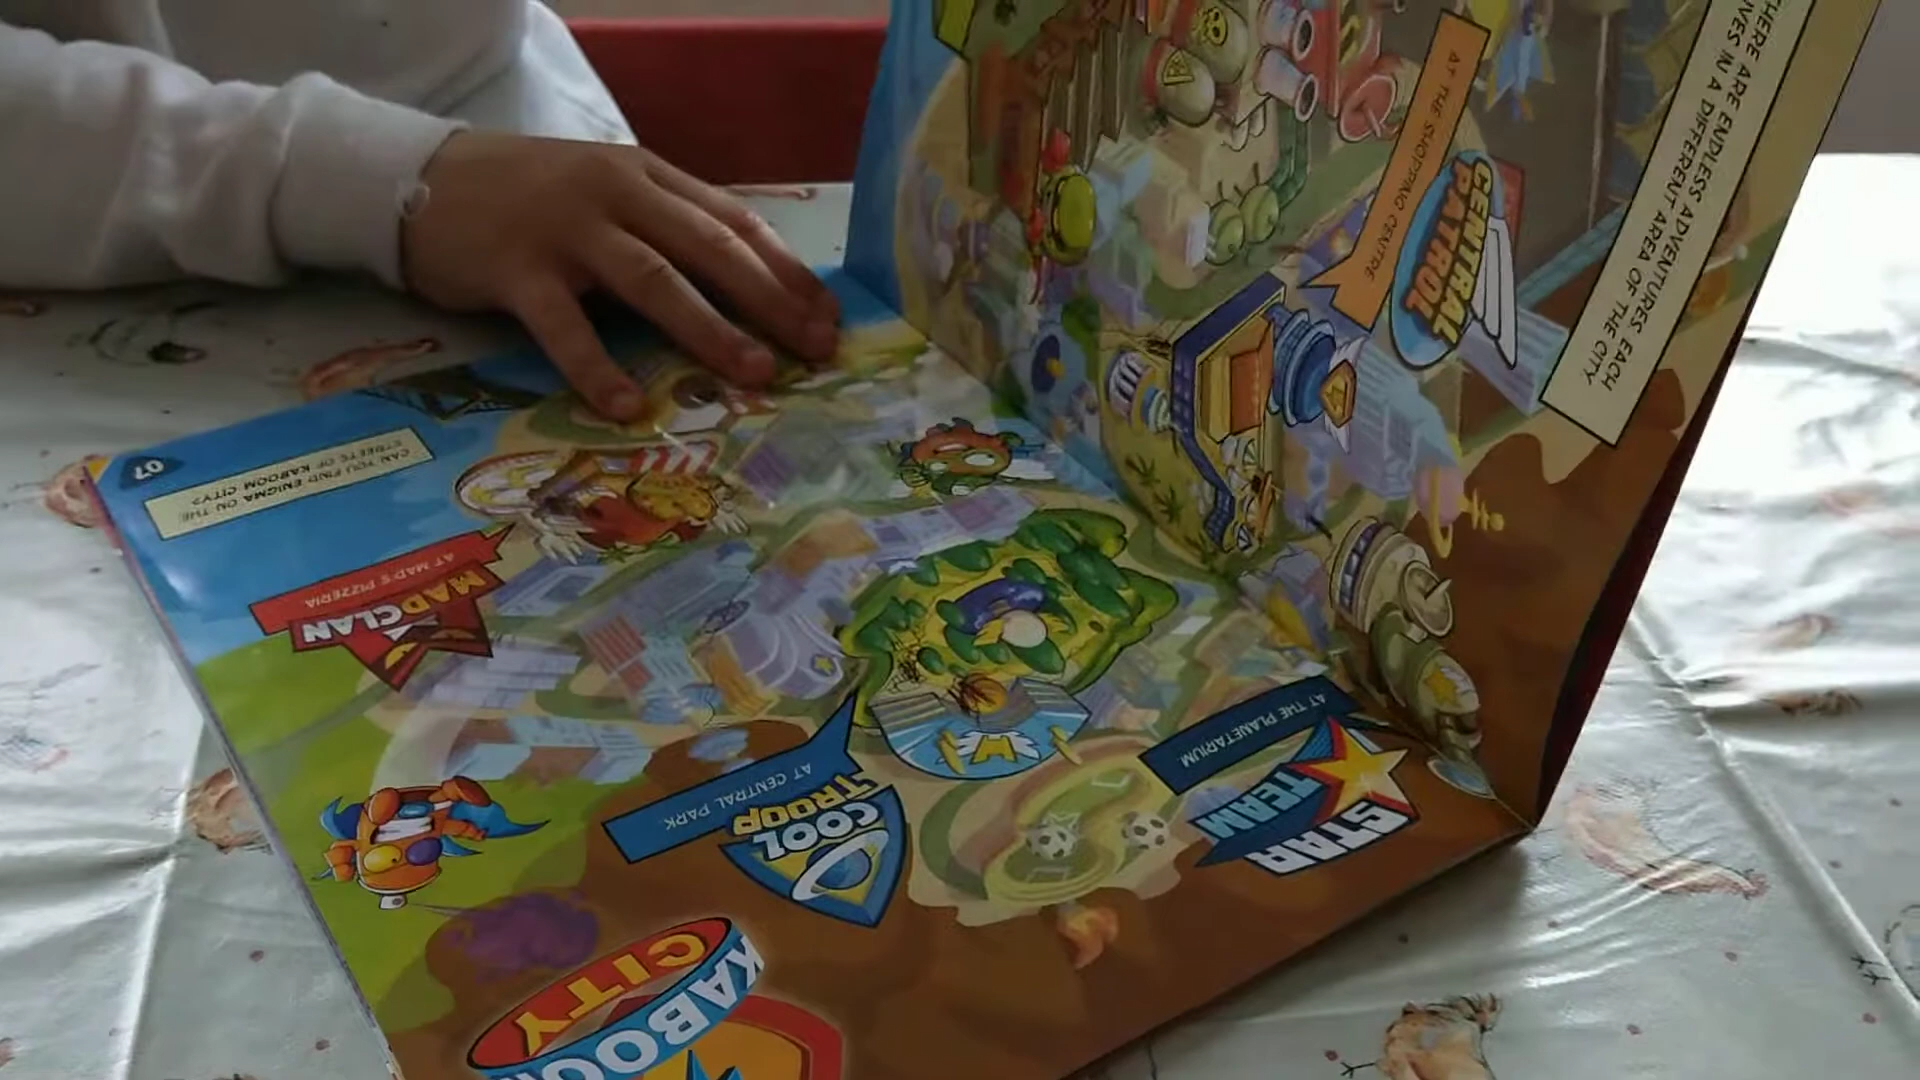 THERE ARE ENDLESS ADVENTURES: EACH
LIVES IN A DIFFERENT AREA OF THE CITY
CENTRAL
PATROL
AT THE SHOPPING CENTRE
STAR
TEAM
AT THE PLANETARIUM
KABOOM
CITY
COOL
TROOP
AT CENTRAL PARK
MAD CLAN
AT MAD'S PIZZERIA
CAN YOU FIND ENIGMA ON THE
STREETS OF KABOOM CITY?
07